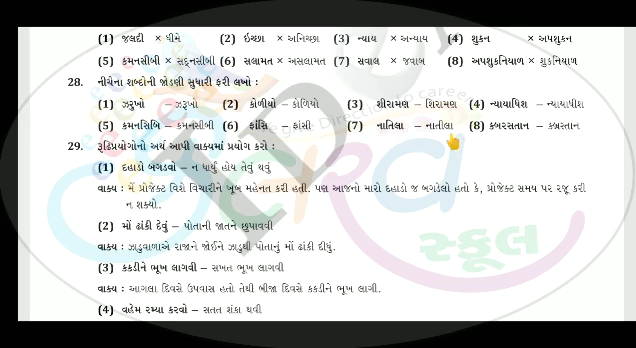 (1) જલદી × ધીમે (2) ઇચ્છા × અનિચ્છા (3) ન્યાય × અન્યાય (4) શુકન × અપશુકન
(5) કમનસીબી × સદ્નસીબી (6) સલામત × અસલામત (7) સવાલ × જવાબ (8) અપશુકનિયાળ × શુકનિયાળ
28. નીચેના શબ્દોની જોડણી સુધારી ફરી લખો :
(1) ઝરુખો – ઝરૂખો (2) કોળીયો – કોળિયો (3) શીરામણ – શિરામણ (4) ન્યાયાધિશ – ન્યાયાધીશ
(5) કમનસિબિ – કમનસીબી (6) ફાંસિ – ફાંસી (7) નાતિલા – નાતીલા (8) કબરસતાન – કબ્રસ્તાન
29. રૂઢિપ્રયોગોનો અર્થ આપી વાક્યમાં પ્રયોગ કરો :
(1) દહાડો બગડવો – ન ધાર્યું હોય તેવું થવું
વાક્ય : મેં પ્રોજેક્ટ વિશે વિચારીને ખૂબ મહેનત કરી હતી. પણ આજનો મારો દહાડો જ બગડેલો હતો કે, પ્રોજેક્ટ સમય પર રજૂ કરી
ન શક્યો.
(2) મોં ઢાંકી દેવું – પોતાની જાતને છુપાવવી
વાક્ય : ઝાડુવાળાએ રાજાને જોઈને ઝાડુથી પોતાનું મોં ઢાંકી દીધું.
(3) કકડીને ભૂખ લાગવી – સખત ભૂખ લાગવી
વાક્ય : આગલા દિવસે ઉપવાસ હતો તેથી બીજા દિવસે કકડીને ભૂખ લાગી.
(4) વહેમ રમ્યા કરવો – સતત શંકા થવી
સ્કૂલ